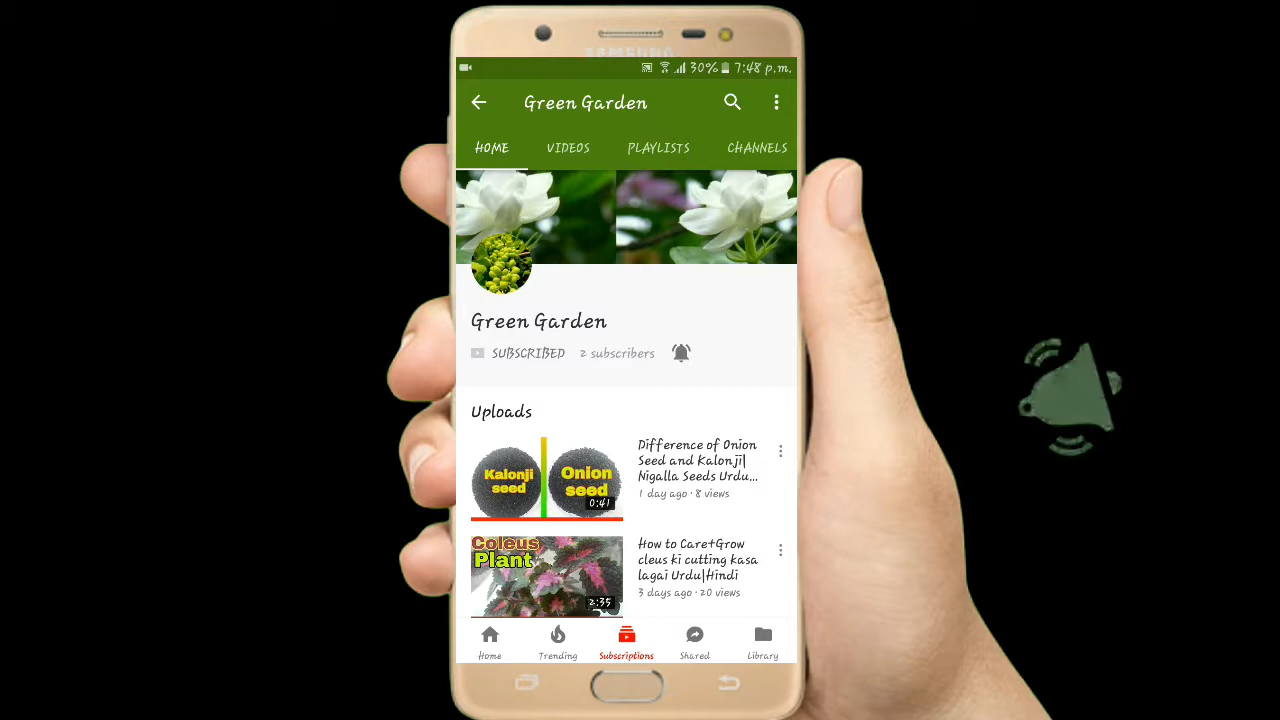 SAMSUNG
30% 7:48 p.m.
Green Garden
HOME VIDEOS PLAYLISTS CHANNELS
Green Garden
SUBSCRIBED 2 subscribers
Uploads
Kalonji
seed
Onion
seed
0:41
Difference of Onion
Seed and Kalonji|
Nigalla Seeds Urdu...
1 day ago · 8 views
Coleus
Plant
2:35
How to Care+Grow
cleus ki cutting kasa
lagai Urdu|Hindi
3 days ago · 20 views
Home Trending Subscriptions Shared Library